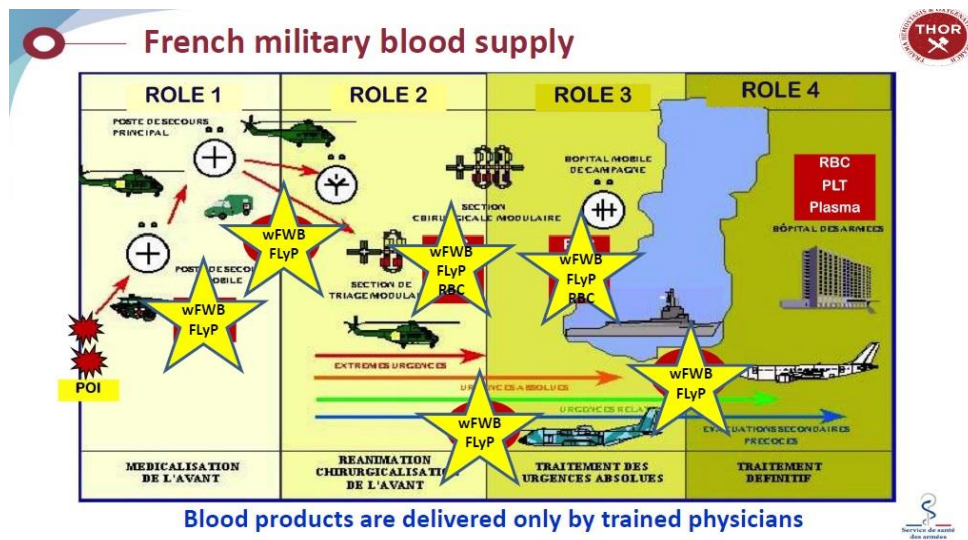 French military blood supply
THOR
ROLE 1
ROLE 2
ROLE 3
ROLE 4
POSTE DE SECOURS
PRINCIPAL
HOPITAL MOBILE
DE CAMPAGNE
RBC
PLT
Plasma
SECTION
CHIRURGICALE MODULAIRE
HÔPITAL DES ARMEES
wFWB
FLyP
wFWB
FLyP
RBC
wFWB
FLyP
RBC
POSTE DE
SECTION DE
TRIAGE MODULAI
wFWB
FLyP
POI
EXTREMES URGENCES
wFWB
FLyP
ABSOLUES
URGENCES
wFWB
FLyP
EVACUATIONS SECONDAIRES
PRECOCES
MEDICALISATION
DE L'AVANT
REANIMATION
CHIRURGICALISATI
DE L'AVANT
TRAITEMENT DES
URGENCES ABSOLUES
TRAITEMENT
DEFINITIF
Blood products are delivered only by trained physicians
Service de santé
des armées